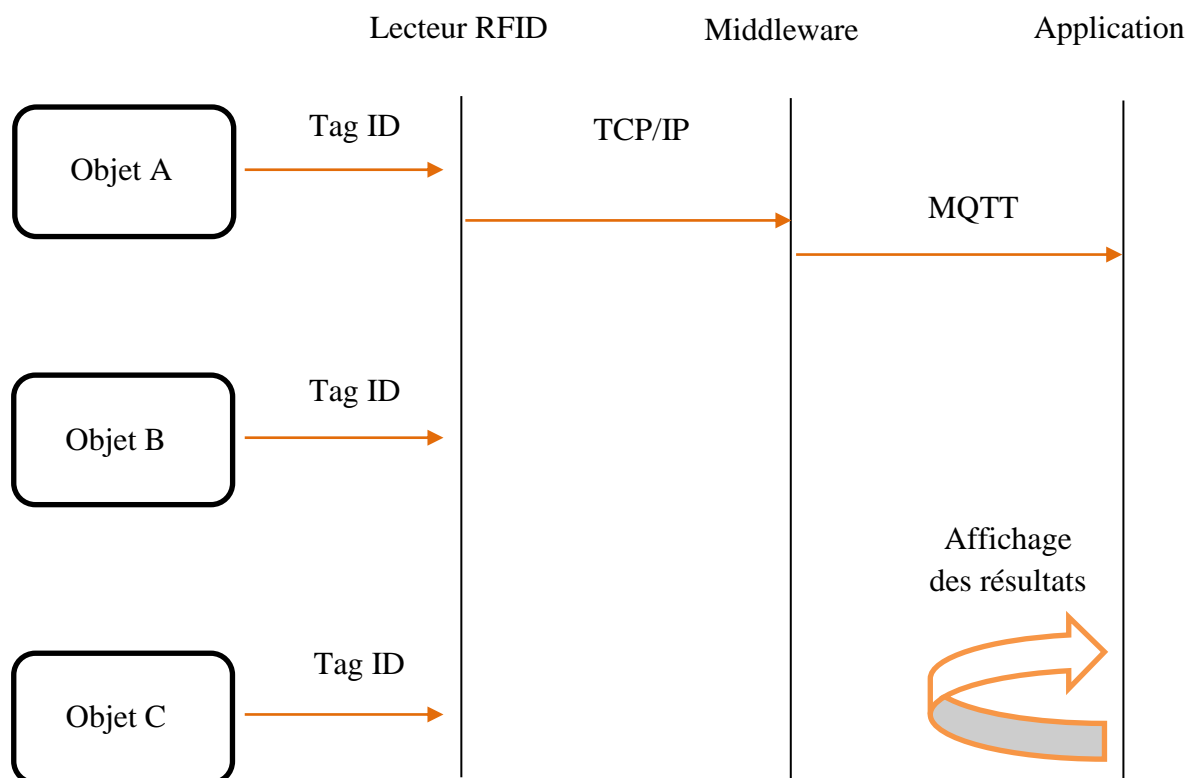 Lecteur RFID
Middleware
Application
Tag ID
TCP/IP
Objet A
MQTT
Tag ID
Objet B
Affichage
des résultats
Tag ID
Objet C